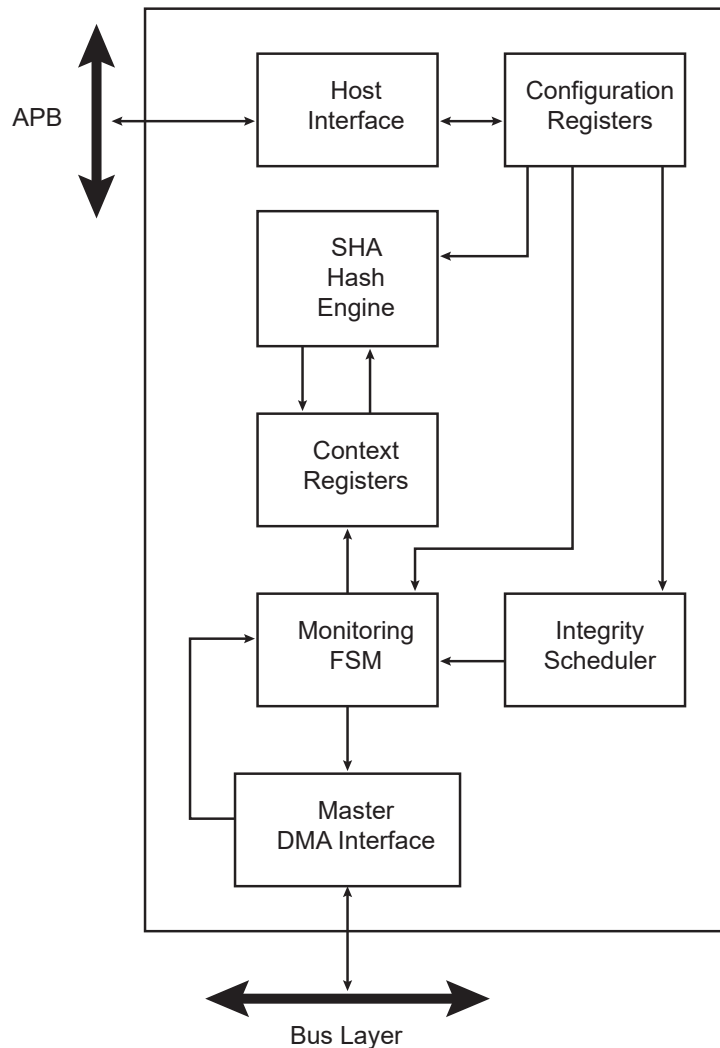 APB
Host
Interface
Configuration
Registers
SHA
Hash
Engine
Context
Registers
Monitoring
FSM
Integrity
Scheduler
Master
DMA Interface
Bus Layer